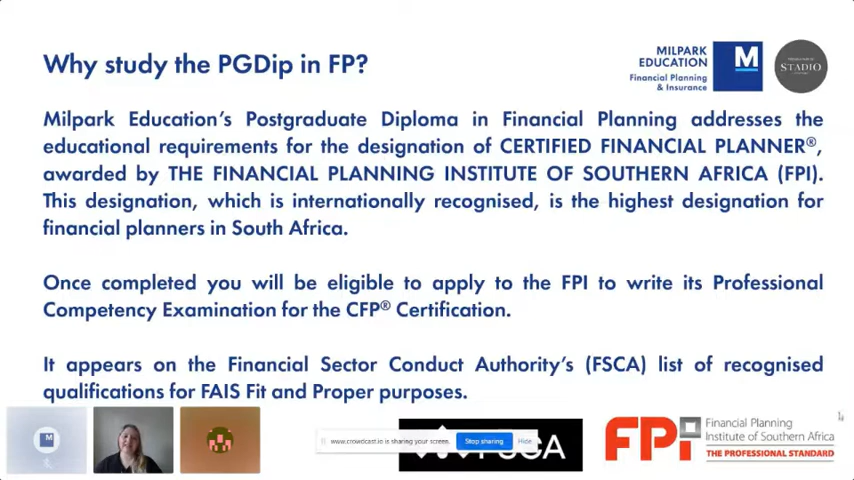 Why study the PGDip in FP?
MILPARK
EDUCATION
Financial Planning
& Insurance
M
STADIO
Milpark Education's Postgraduate Diploma in Financial Planning addresses the
educational requirements for the designation of CERTIFIED FINANCIAL PLANNER®,
awarded by THE FINANCIAL PLANNING INSTITUTE OF SOUTHERN AFRICA (FPI).
This designation, which is internationally recognised, is the highest designation for
financial planners in South Africa.
Once completed you will be eligible to apply to the FPI to write its Professional
Competency Examination for the CFP® Certification.
It appears on the Financial Sector Conduct Authority's (FSCA) list of recognised
qualifications for FAIS Fit and Proper purposes.
M
www.crowdcast.io is sharing your screen.
Stop sharing
Hide
FSCA
FPi
Financial Planning
Institute of Southern Africa
THE PROFESSIONAL STANDARD